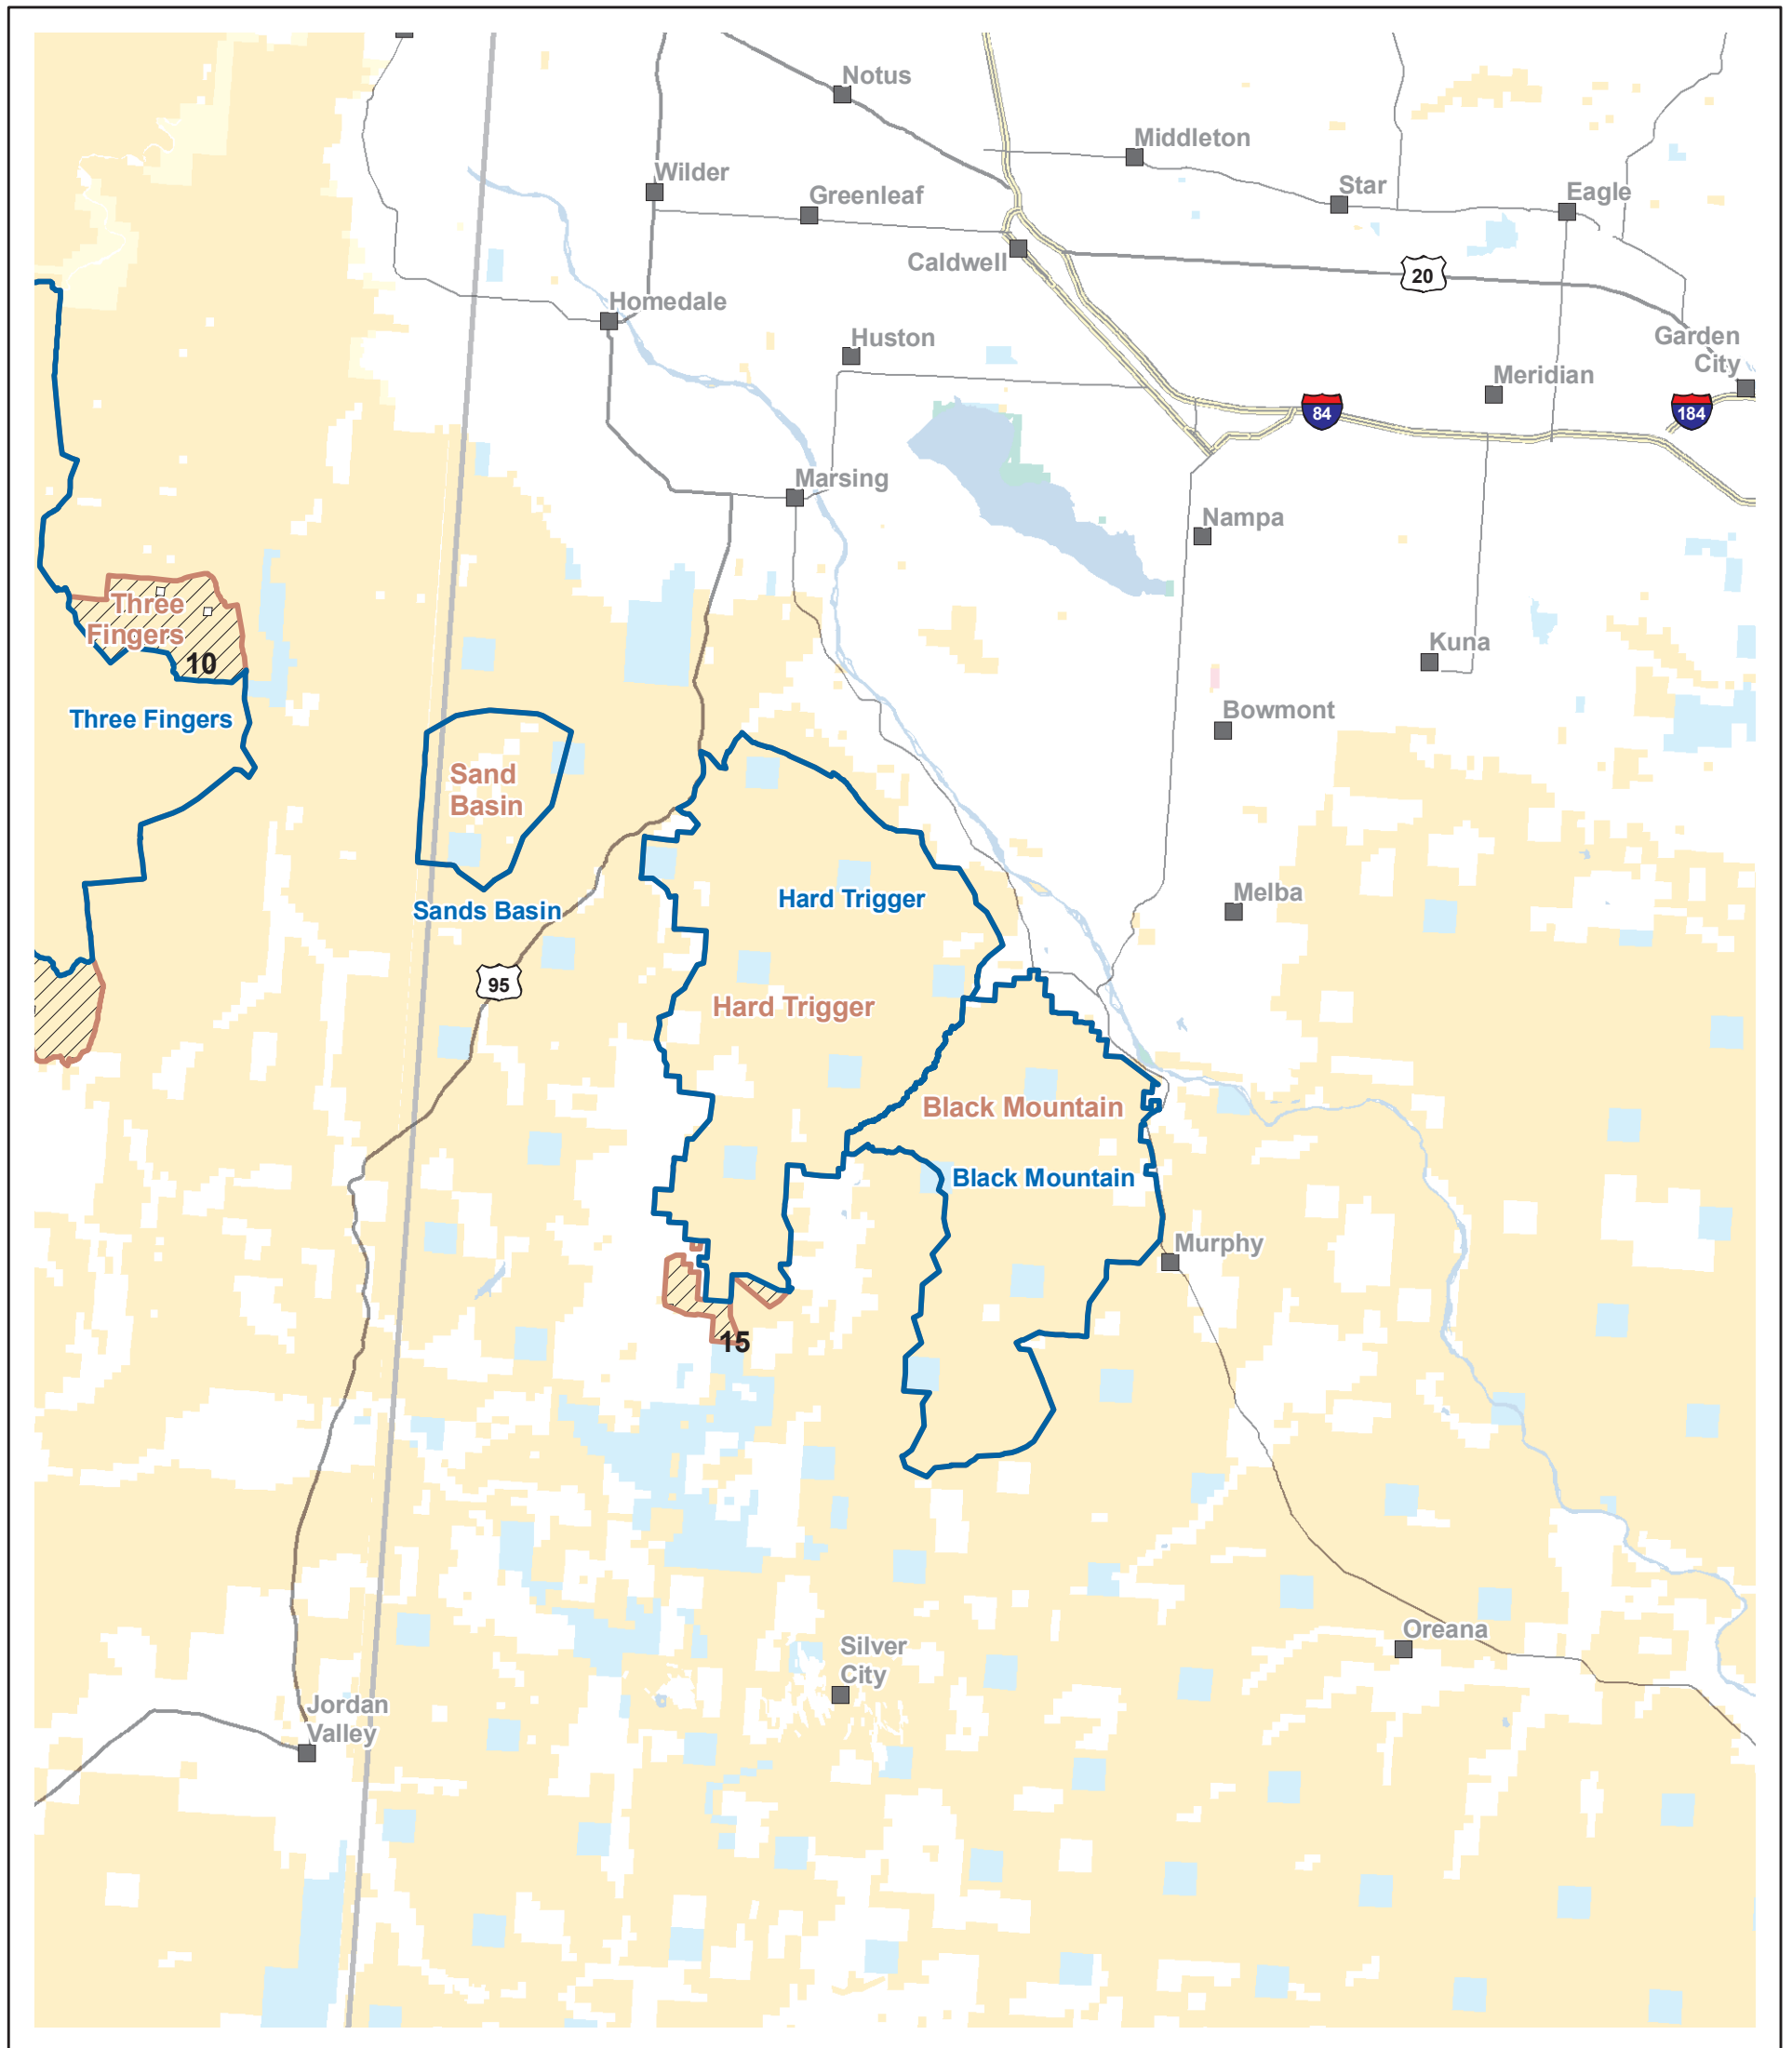 Notus
Middleton
Wilder
Greenleaf
Star
Eagle
Caldwell
20
Homedale
Huston
Garden
City
Meridian
84
184
Marsing
Nampa
Three
Fingers
10
Kuna
Three Fingers
Bowmont
Sand
Basin
Hard Trigger
Melba
Sands Basin
95
Hard Trigger
Black Mountain
Black Mountain
Murphy
15
Silver
City
Oreana
Jordan
Valley